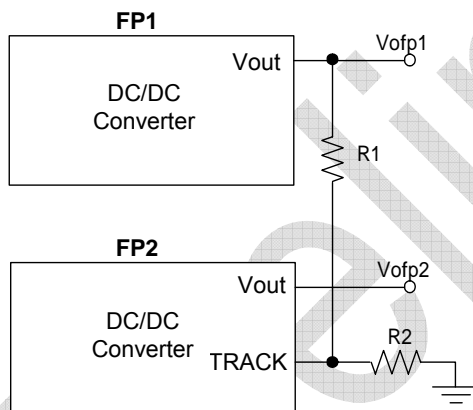 FP1
Vout
Vofp1
DC/DC
Converter
R1
FP2
Vout
Vofp2
DC/DC
Converter
R2
TRACK